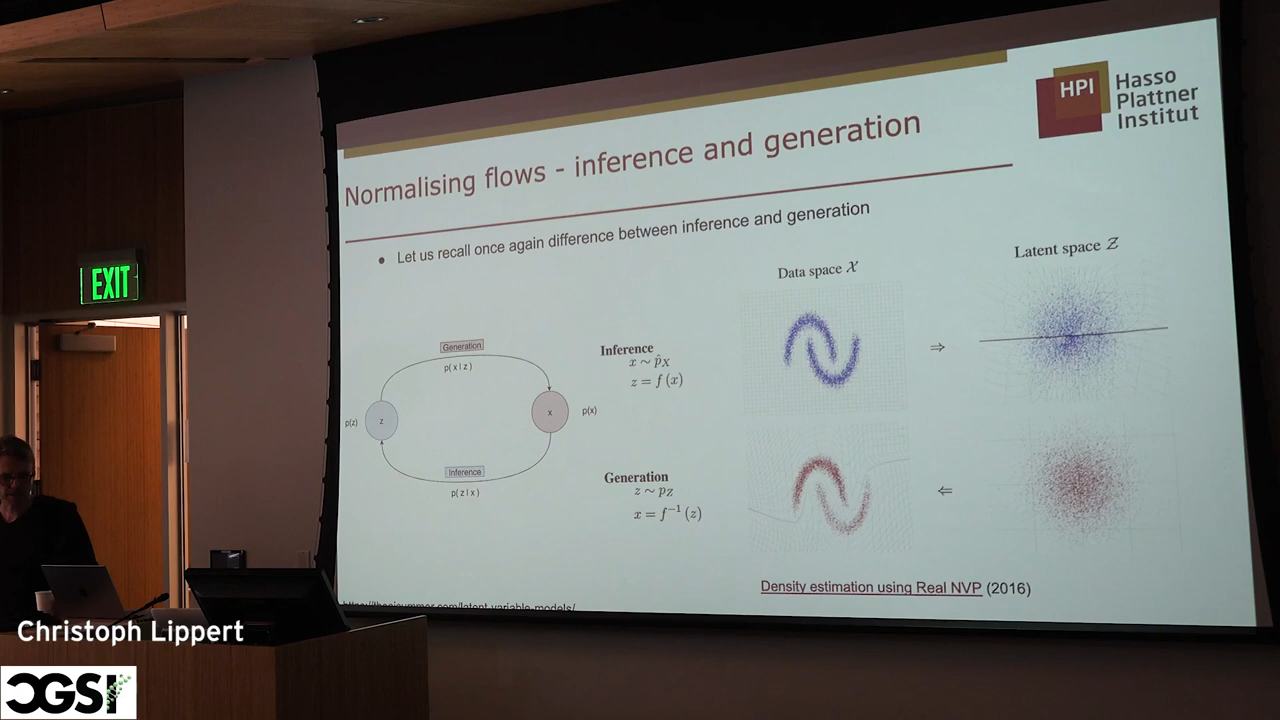 HPI Hasso
Plattner
Institut
Normalising flows - inference and generation
● Let us recall once again difference between inference and generation
Data space 𝒳
Latent space 𝒵
EXIT
Generation
p( x | z )
p(z)
z
x
p(x)
Inference
p( z | x )
Inference
x ∼ p̂X
z = f (x)
⇒
Generation
z ∼ pZ
x = f⁻¹ (z)
⇐
Density estimation using Real NVP (2016)
Christoph Lippert
CGSI